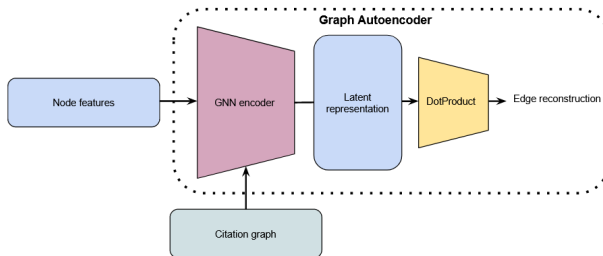 Graph Autoencoder
Node features
GNN encoder
Latent
representation
DotProduct
Edge reconstruction
Citation graph